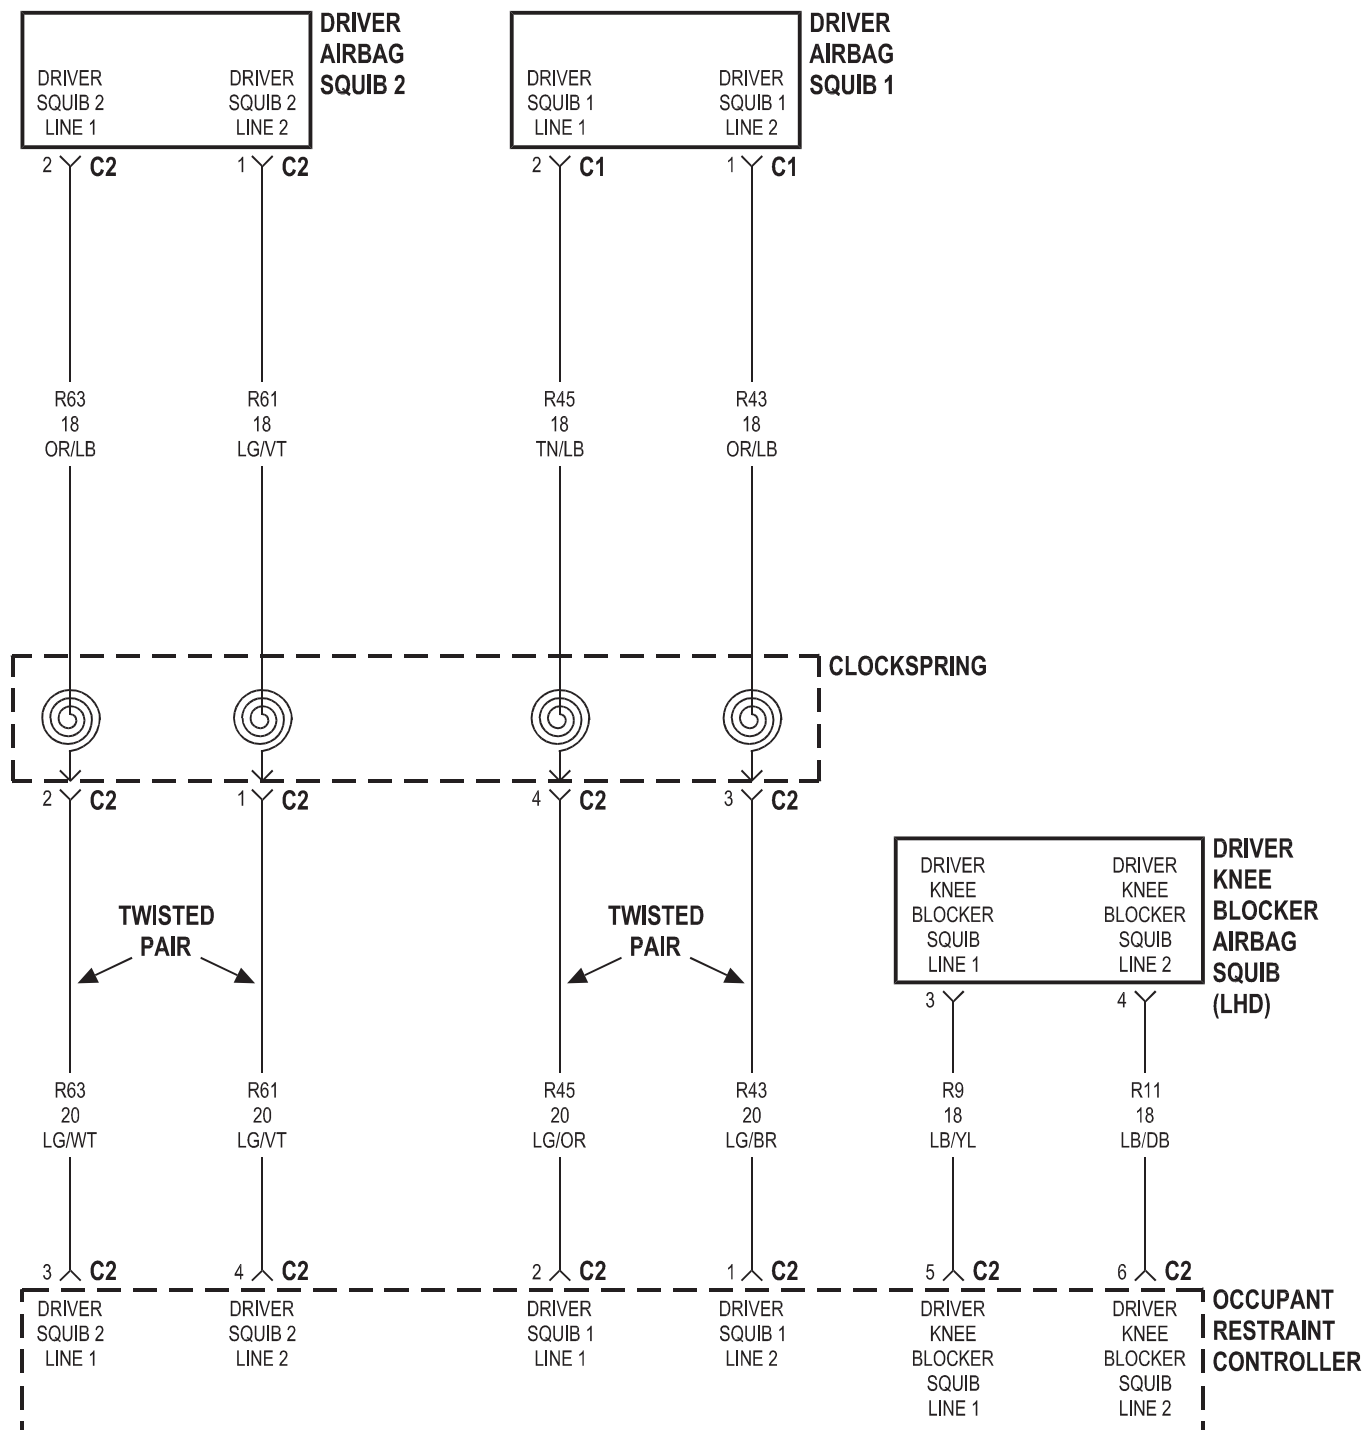 DRIVER
AIRBAG
SQUIB 2
DRIVER
SQUIB 2
LINE 1
DRIVER
SQUIB 2
LINE 2
DRIVER
AIRBAG
SQUIB 1
DRIVER
SQUIB 1
LINE 1
DRIVER
SQUIB 1
LINE 2
2 C2
1 C2
2 C1
1 C1
R63
18
OR/LB
R61
18
LG/VT
R45
18
TN/LB
R43
18
OR/LB
CLOCKSPRING
2 C2
1 C2
4 C2
3 C2
TWISTED
PAIR
TWISTED
PAIR
DRIVER
KNEE
BLOCKER
SQUIB
LINE 1
DRIVER
KNEE
BLOCKER
SQUIB
LINE 2
DRIVER
KNEE
BLOCKER
AIRBAG
SQUIB
(LHD)
3
4
R63
20
LG/WT
R61
20
LG/VT
R45
20
LG/OR
R43
20
LG/BR
R9
18
LB/YL
R11
18
LB/DB
3 C2
4 C2
2 C2
1 C2
5 C2
6 C2
DRIVER
SQUIB 2
LINE 1
DRIVER
SQUIB 2
LINE 2
DRIVER
SQUIB 1
LINE 1
DRIVER
SQUIB 1
LINE 2
DRIVER
KNEE
BLOCKER
SQUIB
LINE 1
DRIVER
KNEE
BLOCKER
SQUIB
LINE 2
OCCUPANT
RESTRAINT
CONTROLLER